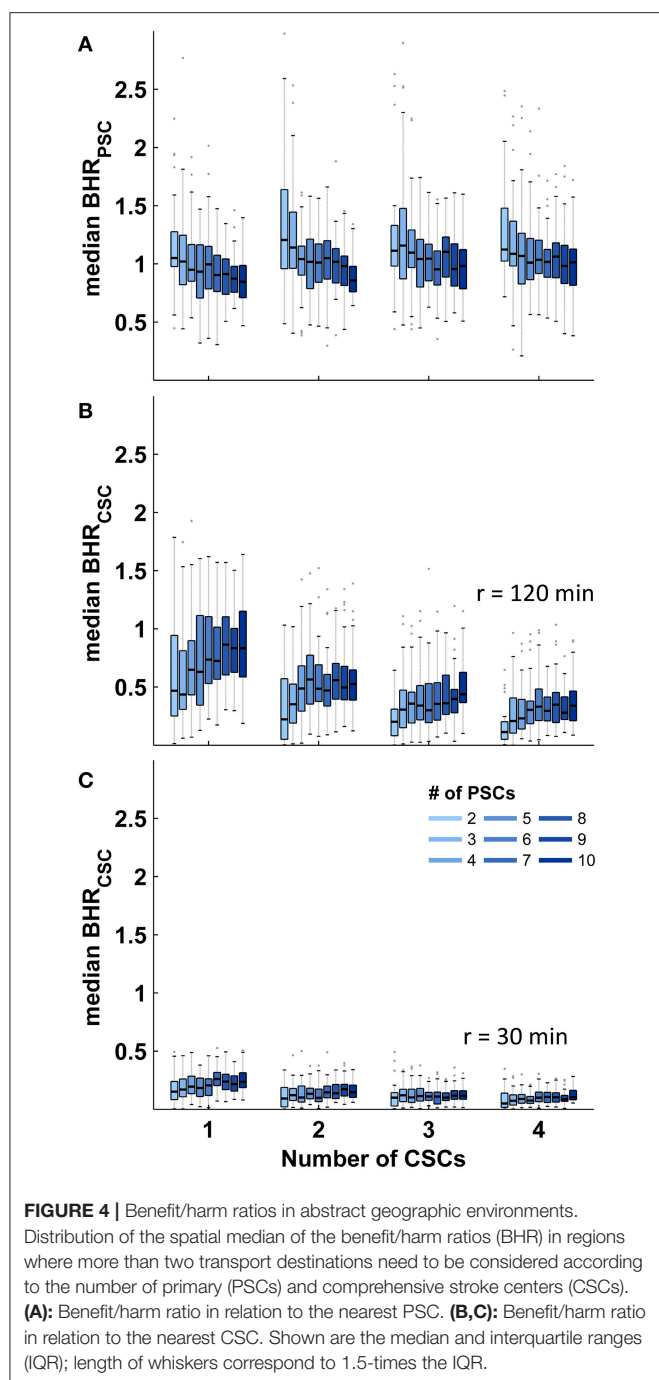 A
2.5
2
1.5
1
0.5
median BHRPSC
B
2.5
2
1.5
1
0.5
median BHRCSC
r = 120 min
C
2.5
2
1.5
1
0.5
median BHRCSC
# of PSCs
2 5 8
3 6 9
4 7 10
r = 30 min
1 2 3 4
Number of CSCs
FIGURE 4 | Benefit/harm ratios in abstract geographic environments.
Distribution of the spatial median of the benefit/harm ratios (BHR) in regions
where more than two transport destinations need to be considered according
to the number of primary (PSCs) and comprehensive stroke centers (CSCs).
(A): Benefit/harm ratio in relation to the nearest PSC. (B,C): Benefit/harm ratio
in relation to the nearest CSC. Shown are the median and interquartile ranges
(IQR); length of whiskers correspond to 1.5-times the IQR.